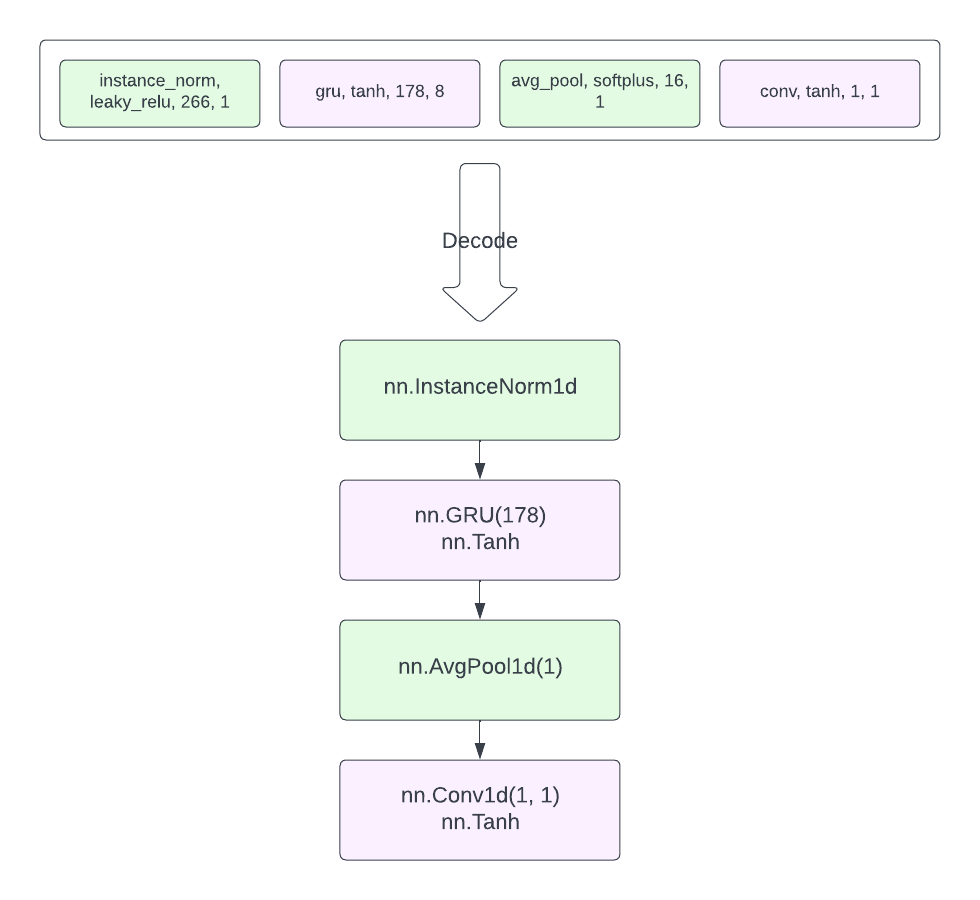 instance_norm,
leaky_relu, 266, 1
gru, tanh, 178, 8
avg_pool, softplus, 16,
1
conv, tanh, 1, 1
Decode
nn.InstanceNorm1d
nn.GRU(178)
nn.Tanh
nn.AvgPool1d(1)
nn.Conv1d(1, 1)
nn.Tanh